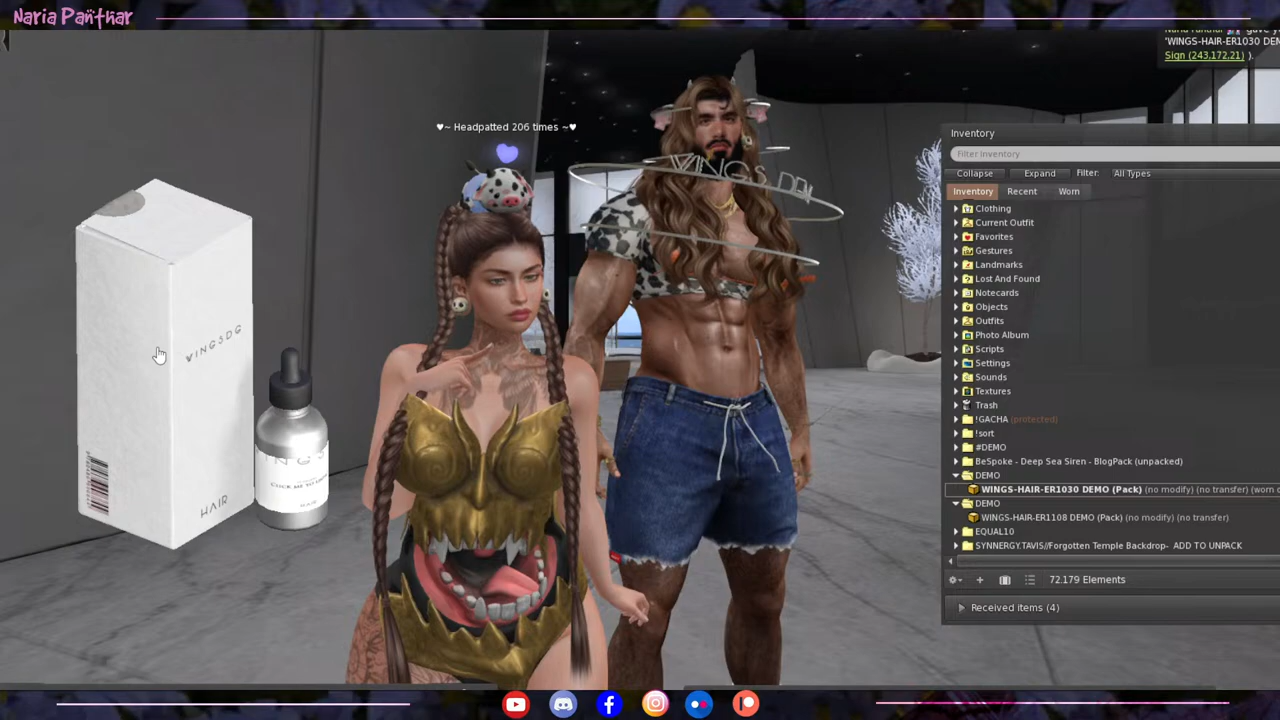 Naria Panthar
'WINGS-HAIR-ER1030 DEMO
Sign (243,172,21) ).
♥~ Headpatted 206 times ~♥
WINGS
WINGSDG
HAIR
HAIR
Inventory
Filter Inventory
Collapse
Expand
Filter:
All Types
Inventory
Recent
Worn
Clothing
Current Outfit
Favorites
Gestures
Landmarks
Lost And Found
Notecards
Objects
Outfits
Photo Album
Scripts
Settings
Sounds
Textures
Trash
!GACHA (protected)
!sort
#DEMO
BeSpoke - Deep Sea Siren - BlogPack (unpacked)
DEMO
WINGS-HAIR-ER1030 DEMO (Pack) (no modify) (no transfer) (worn
DEMO
WINGS-HAIR-ER1108 DEMO (Pack) (no modify) (no transfer)
EQUAL10
SYNNERGY.TAVIS//Forgotten Temple Backdrop- ADD TO UNPACK
72.179 Elements
Received items (4)